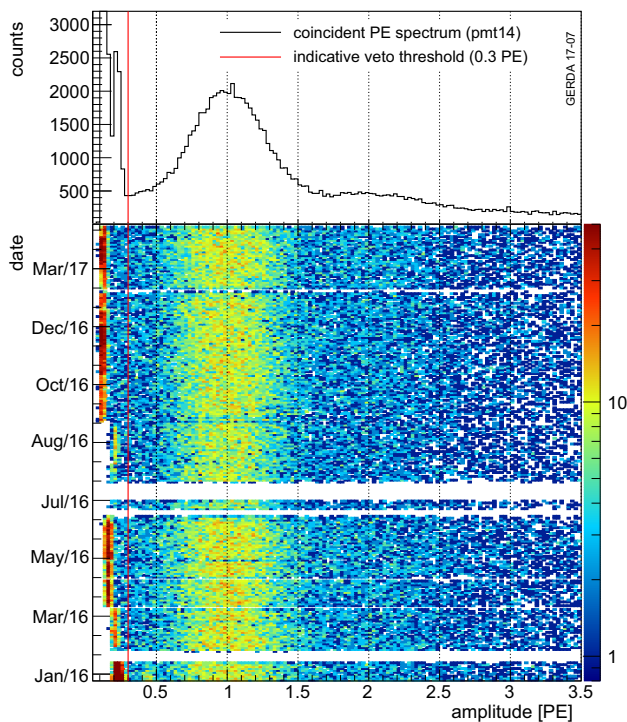 counts
3000
2500
2000
1500
1000
500
coincident PE spectrum (pmt14)
indicative veto threshold (0.3 PE)
GERDA 17-07
date
Mar/17
Dec/16
Oct/16
Aug/16
Jul/16
May/16
Mar/16
Jan/16
10
1
0.5
1
1.5
2
2.5
3
3.5
amplitude [PE]